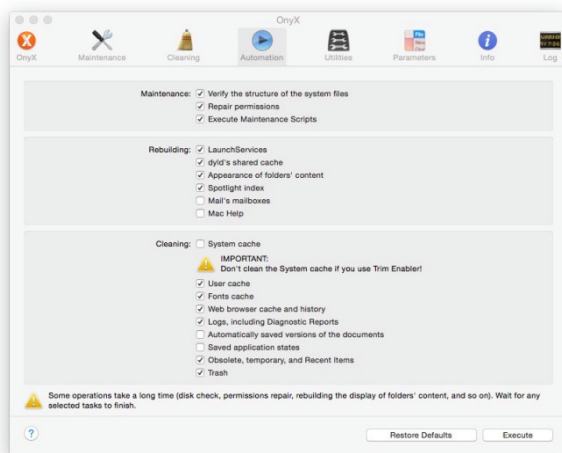 OnyX
OnyX Maintenance Cleaning Automation Utilities Parameters Info Log
Maintenance: Verify the structure of the system files
Repair permissions
Execute Maintenance Scripts
Rebuilding: LaunchServices
dyld's shared cache
Appearance of folders' content
Spotlight index
Mail's mailboxes
Mac Help
Cleaning: System cache
IMPORTANT:
Don't clean the System cache if you use Trim Enabler!
User cache
Fonts cache
Web browser cache and history
Logs, including Diagnostic Reports
Automatically saved versions of the documents
Saved application states
Obsolete, temporary, and Recent Items
Trash
Some operations take a long time (disk check, permissions repair, rebuilding the display of folders' content, and so on). Wait for any
selected tasks to finish.
? Restore Defaults Execute